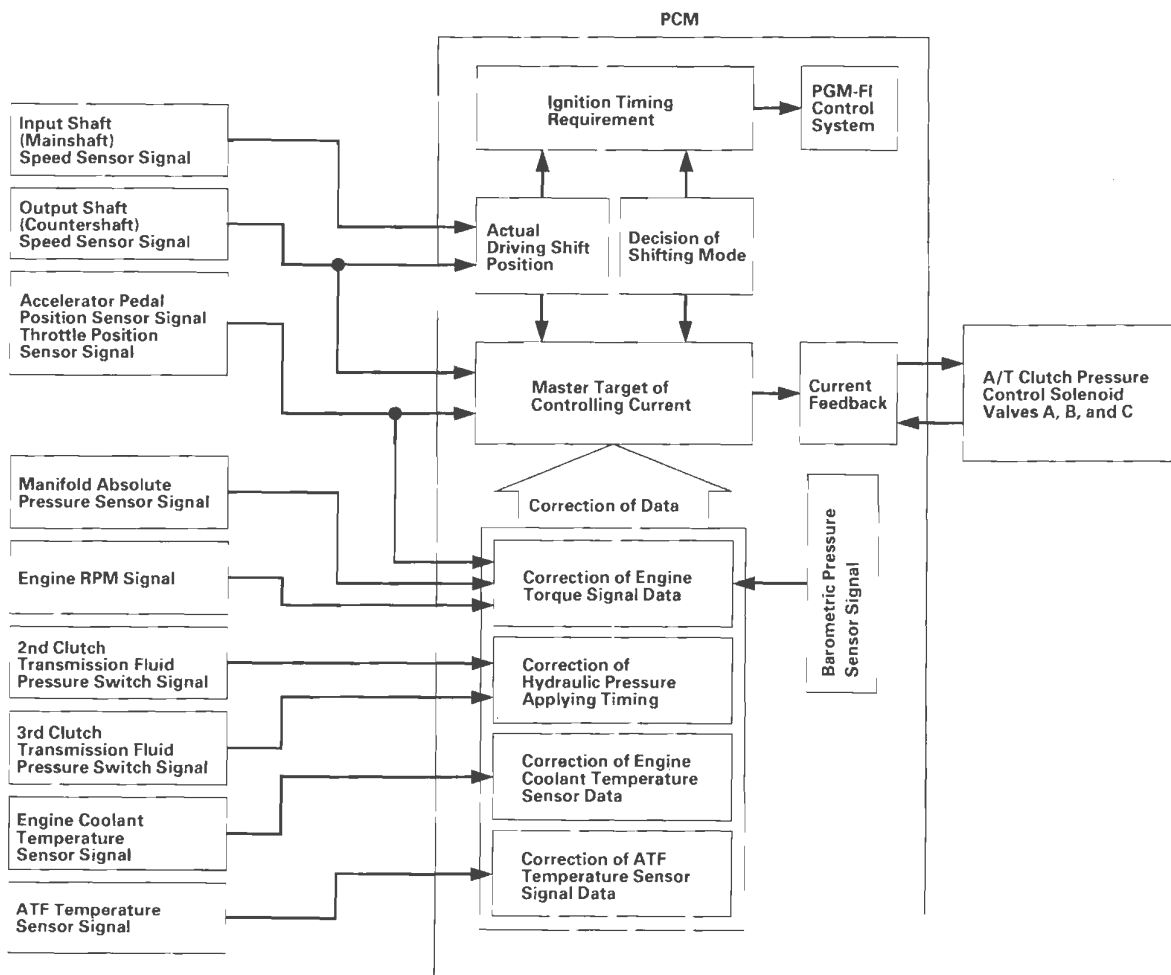 PCM
Ignition Timing
Requirement
PGM-FI
Control
System
Input Shaft
(Mainshaft)
Speed Sensor Signal
Output Shaft
(Countershaft)
Speed Sensor Signal
Actual
Driving Shift
Position
Decision of
Shifting Mode
Accelerator Pedal
Position Sensor Signal
Throttle Position
Sensor Signal
Master Target of
Controlling Current
Current
Feedback
A/T Clutch Pressure
Control Solenoid
Valves A, B, and C
Manifold Absolute
Pressure Sensor Signal
Correction of Data
Engine RPM Signal
Correction of Engine
Torque Signal Data
Barometric Pressure
Sensor Signal
2nd Clutch
Transmission Fluid
Pressure Switch Signal
Correction of
Hydraulic Pressure
Applying Timing
3rd Clutch
Transmission Fluid
Pressure Switch Signal
Correction of Engine
Coolant Temperature
Sensor Data
Engine Coolant
Temperature
Sensor Signal
Correction of ATF
Temperature Sensor
Signal Data
ATF Temperature
Sensor Signal